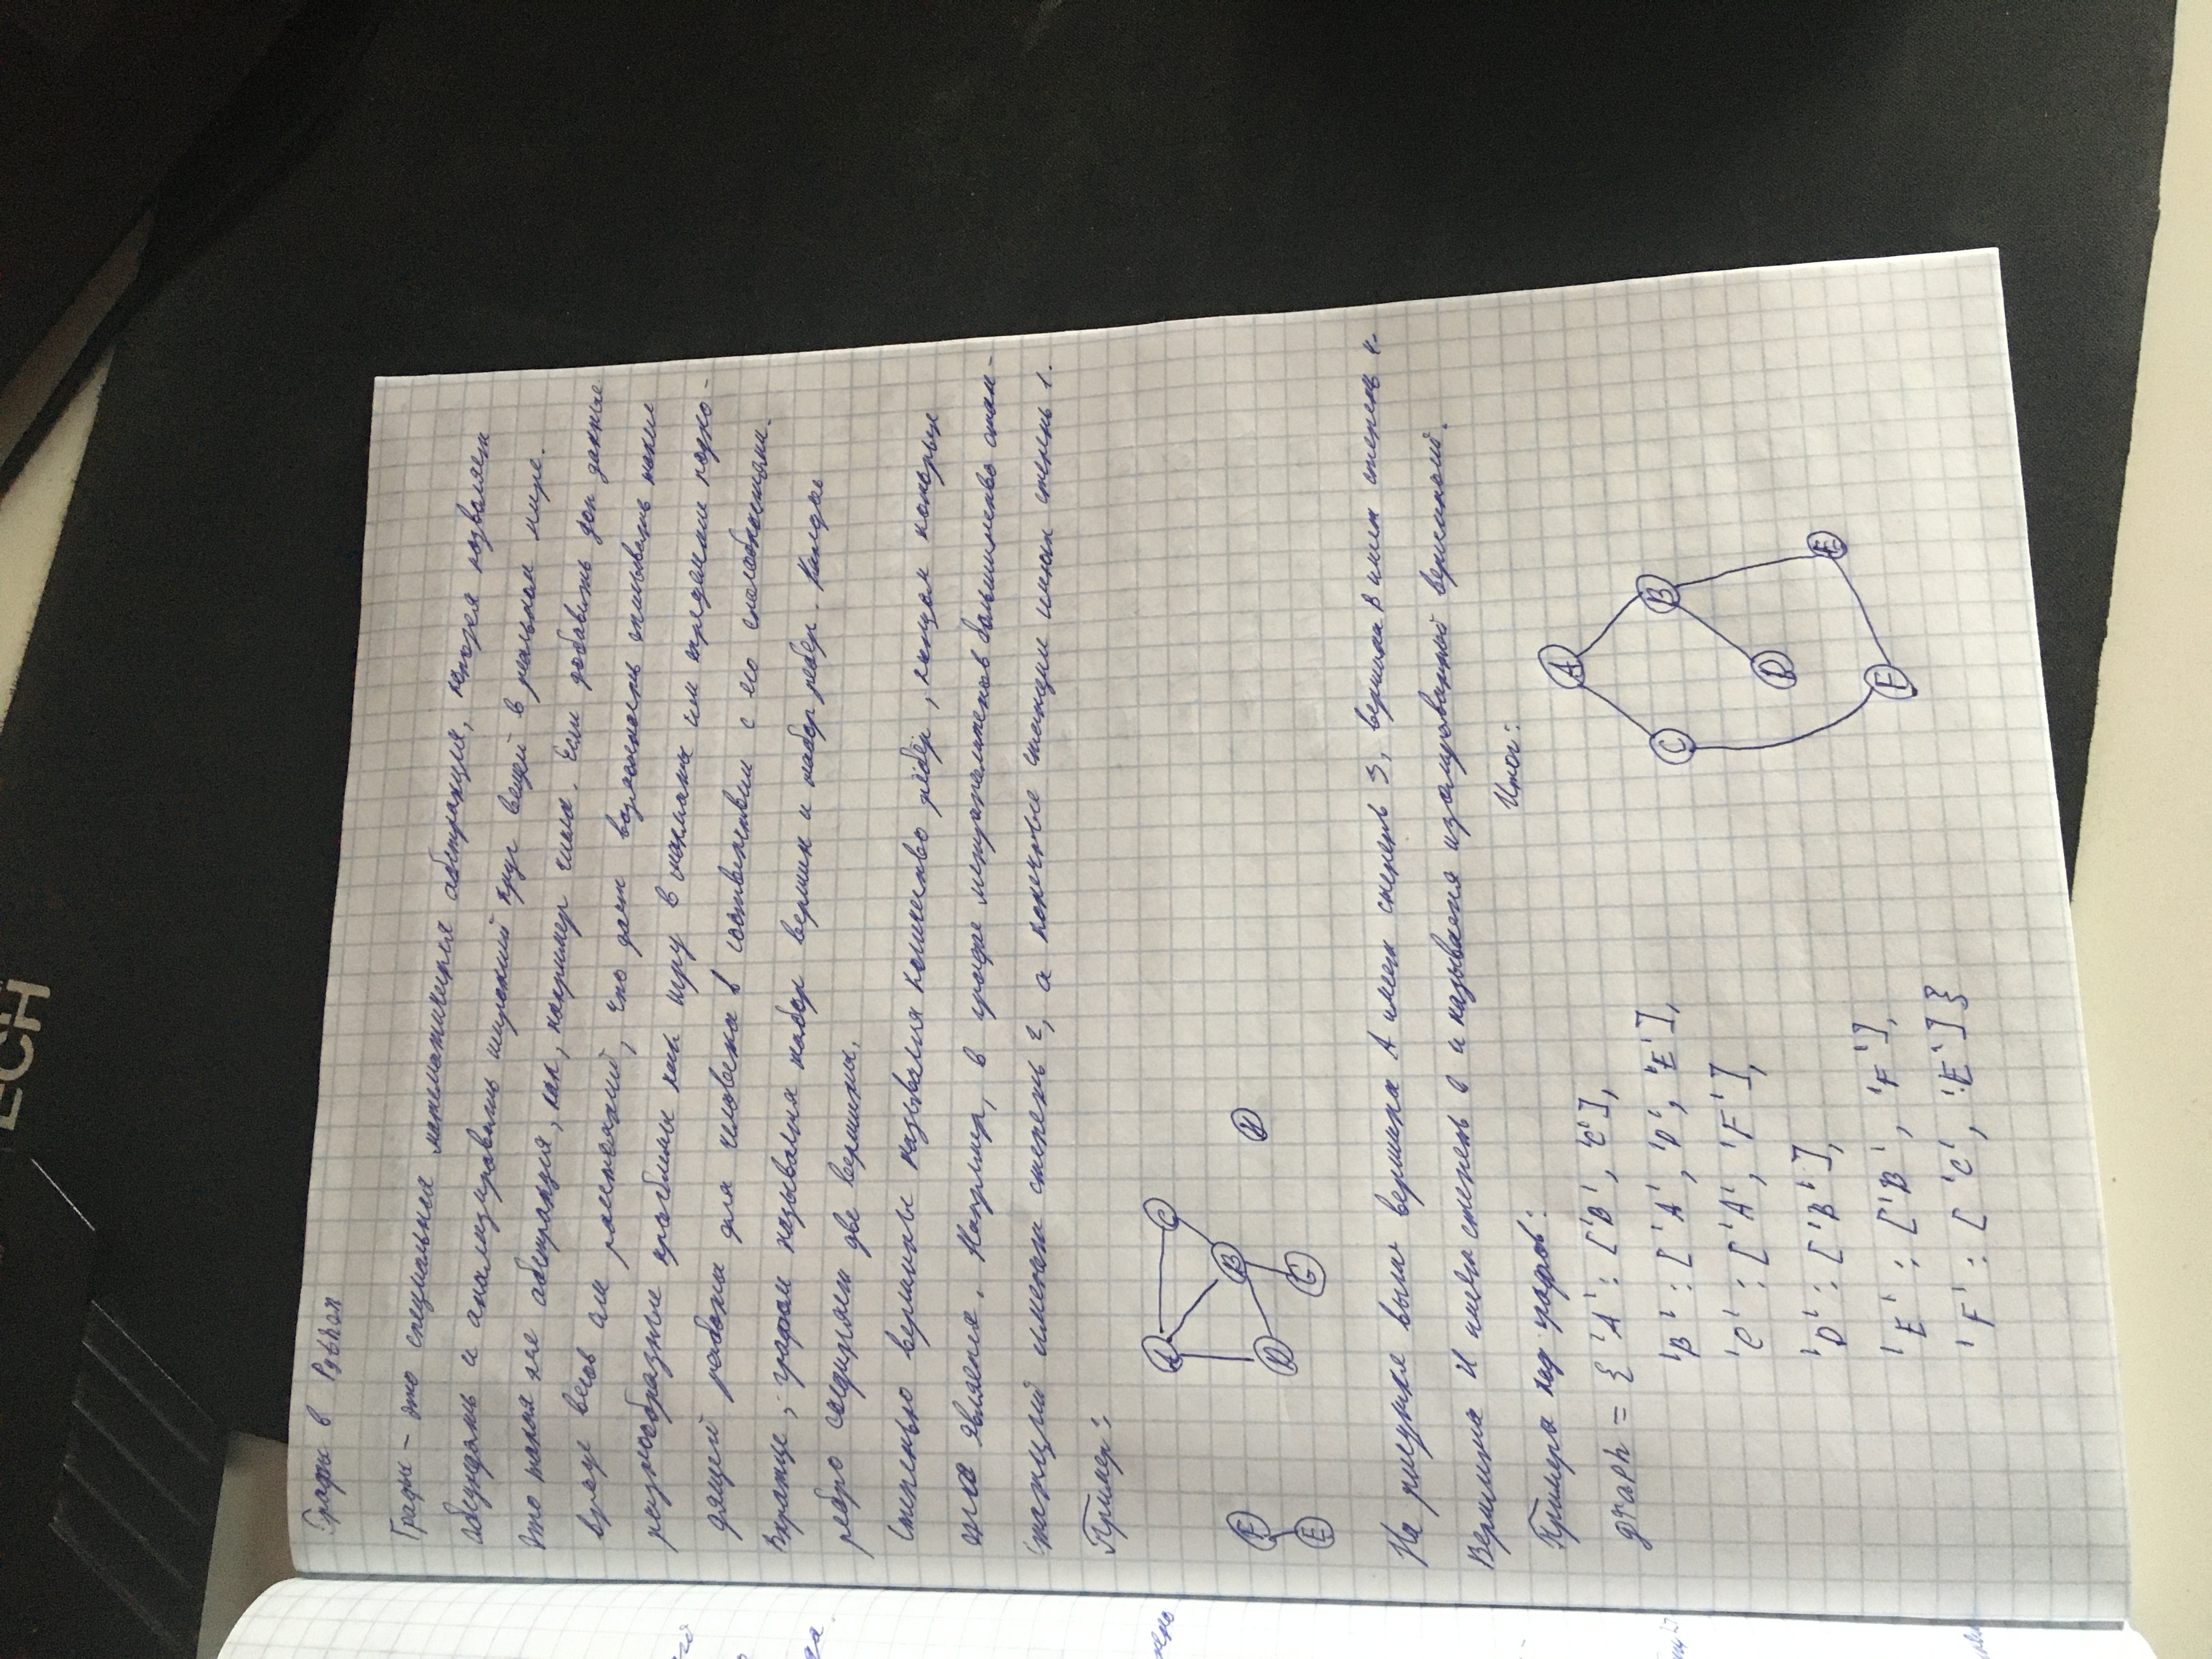 ECH
Графы в Python
Графы - это специальная математическая абстракция, которая позволяет
обсуждать и анализировать широкий круг вещей в реальном мире.
Это такая же абстракция, как, например числа. Если добавить доп данные
вроде весов или расстояний, что дает возможность описывать такие
разнообразные проблемы как игру в шахматы или определение подхо-
дящей работы для человека в соответствии с его способностями.
Вкратце, графом называется набор вершин и набор рёбер. Каждое
ребро соединяет две вершины.
Степенью вершины называется количество рёбер, концом которых
она является. Например, в графе метрополитенов большинство стан-
имеют степень 2, а конечные станции имеют степень 1.
Пример:
A C
B
F H
D
E G
На рисунке выше вершина A имеет степень 3, вершина B имеет степень 4.
Вершина H имеет степень 0 и называется изолированной вершиной.
Итог:
Примера код графов:
graph = { 'A' : ['B', 'C'],
'B' : ['A', 'D', 'E'],
'C' : ['A', 'F'],
'D' : ['B'],
'E' : ['B', 'F'],
'F' : ['C', 'E']}
A
C B
D
E
F